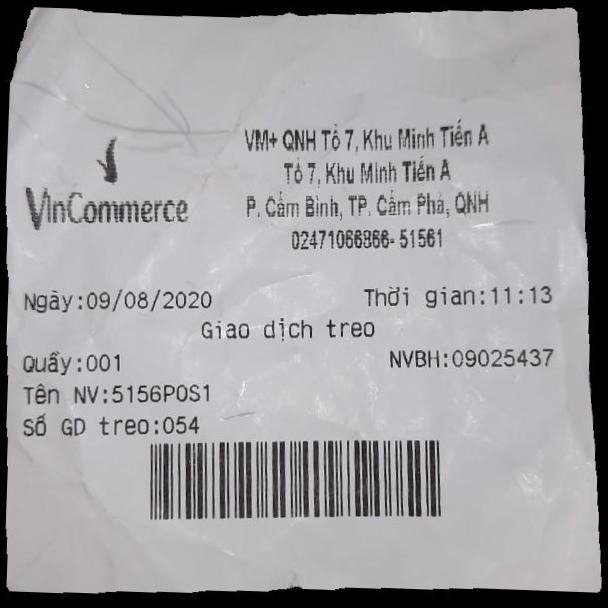 VM+ QNH Tổ 7, Khu Minh Tiến A
Tổ 7, Khu Minh Tiến A
VinCommerce
P. Cẩm Bình, TP. Cẩm Phả, QNH
02471066866-51561
Ngày:09/08/2020 Thời gian:11:13
Giao dịch treo
Quầy:001 NVBH:09025437
Tên NV:5156POS1
Số GD treo:054